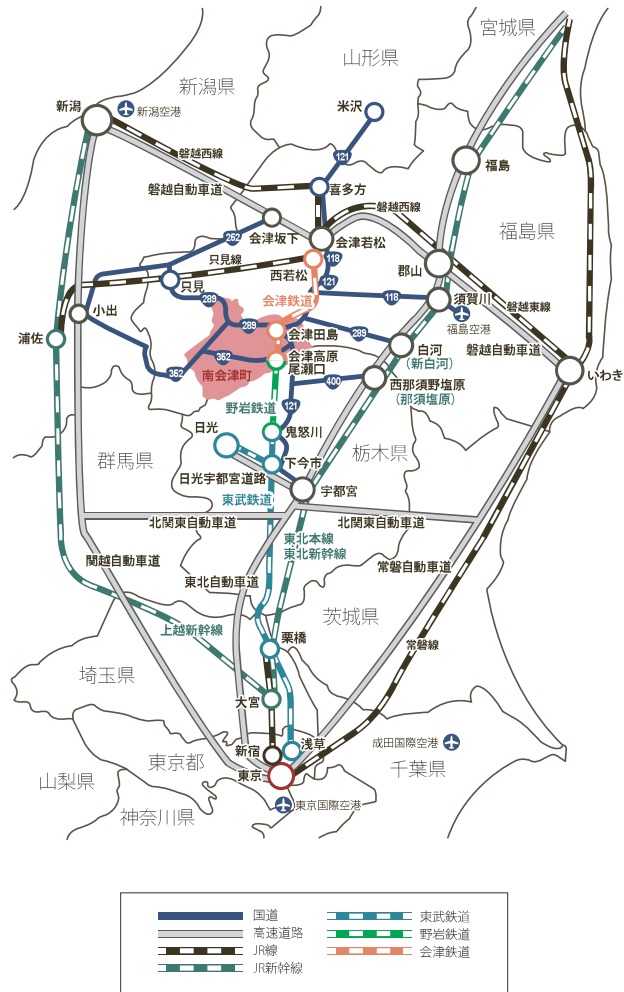 宮城県
山形県
新潟県
米沢
新潟
新潟空港
121
磐越西線
福島
磐越自動車道
喜多方
磐越西線
252
会津坂下
会津若松
福島県
118
只見線
西若松
郡山
121
只見
289
会津鉄道
118
須賀川
磐越東線
小出
福島空港
289
会津田島
289
浦佐
352
会津高原
尾瀬口
白河
(新白河)
磐越自動車道
352
南会津町
400
西那須野塩原
(那須塩原)
いわき
野岩鉄道
121
日光
鬼怒川
栃木県
群馬県
下今市
日光宇都宮道路
宇都宮
東武鉄道
北関東自動車道
北関東自動車道
東北本線
東北新幹線
関越自動車道
常磐自動車道
東北自動車道
茨城県
上越新幹線
栗橋
常磐線
埼玉県
大宮
新宿
浅草
成田国際空港
東京都
東京
千葉県
山梨県
東京国際空港
神奈川県
国道
東武鉄道
高速道路
野岩鉄道
JR線
会津鉄道
JR新幹線